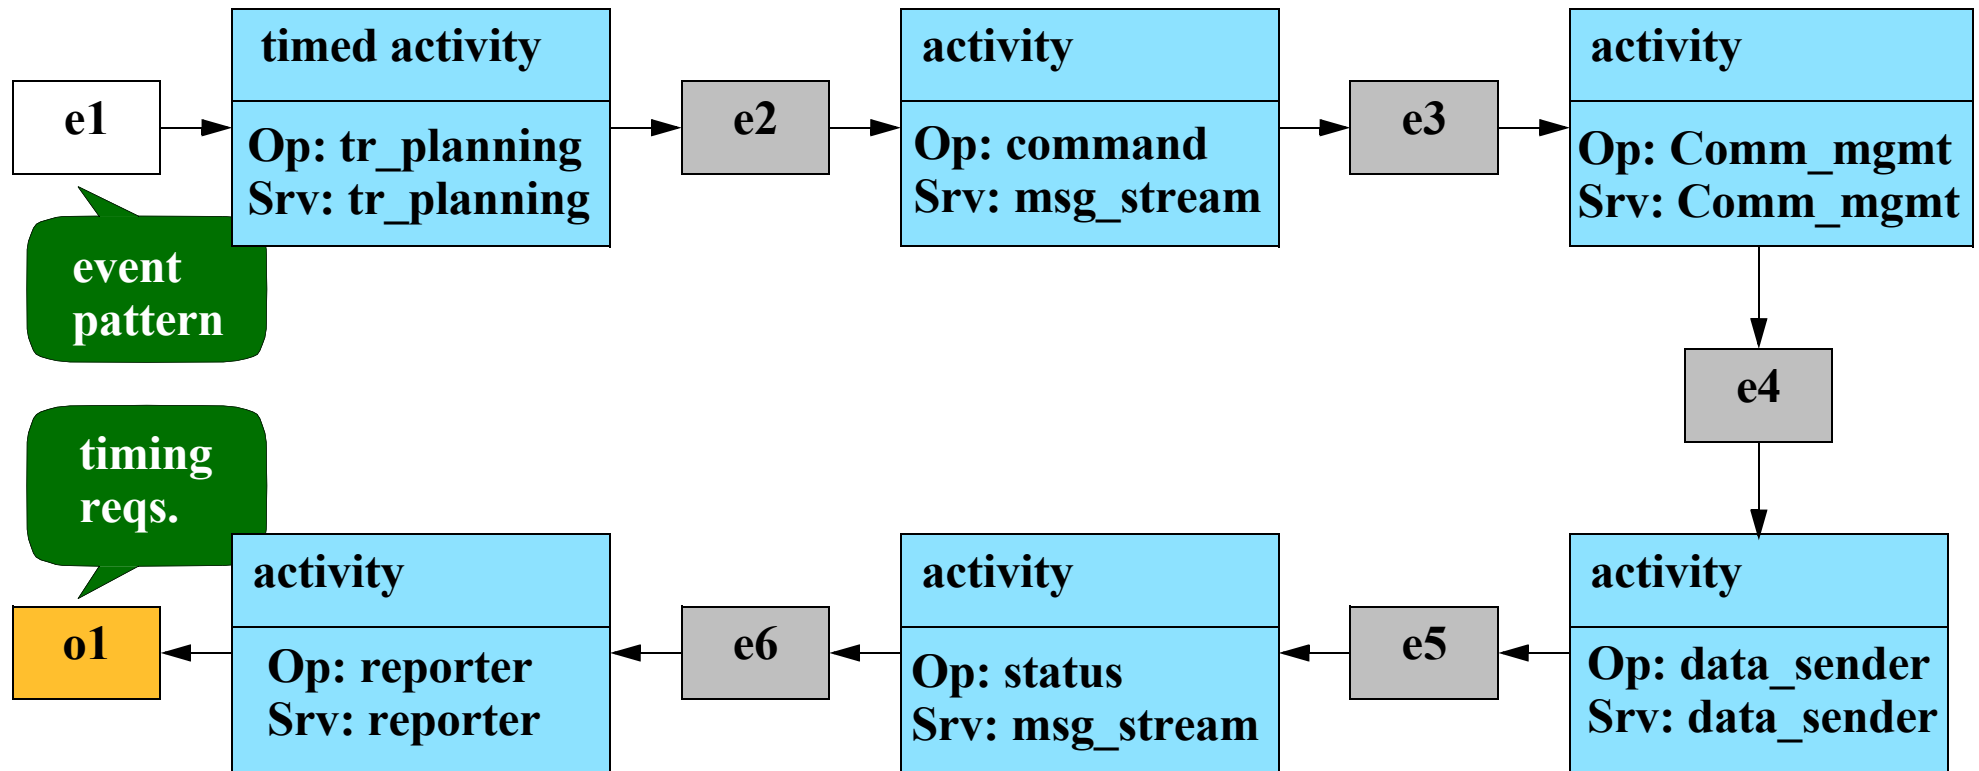 e1
timed activity
Op: tr_planning
Srv: tr_planning
e2
activity
Op: command
Srv: msg_stream
e3
activity
Op: Comm_mgmt
Srv: Comm_mgmt
event
pattern
e4
timing
reqs.
activity
Op: data_sender
Srv: data_sender
e5
activity
Op: status
Srv: msg_stream
e6
activity
Op: reporter
Srv: reporter
o1